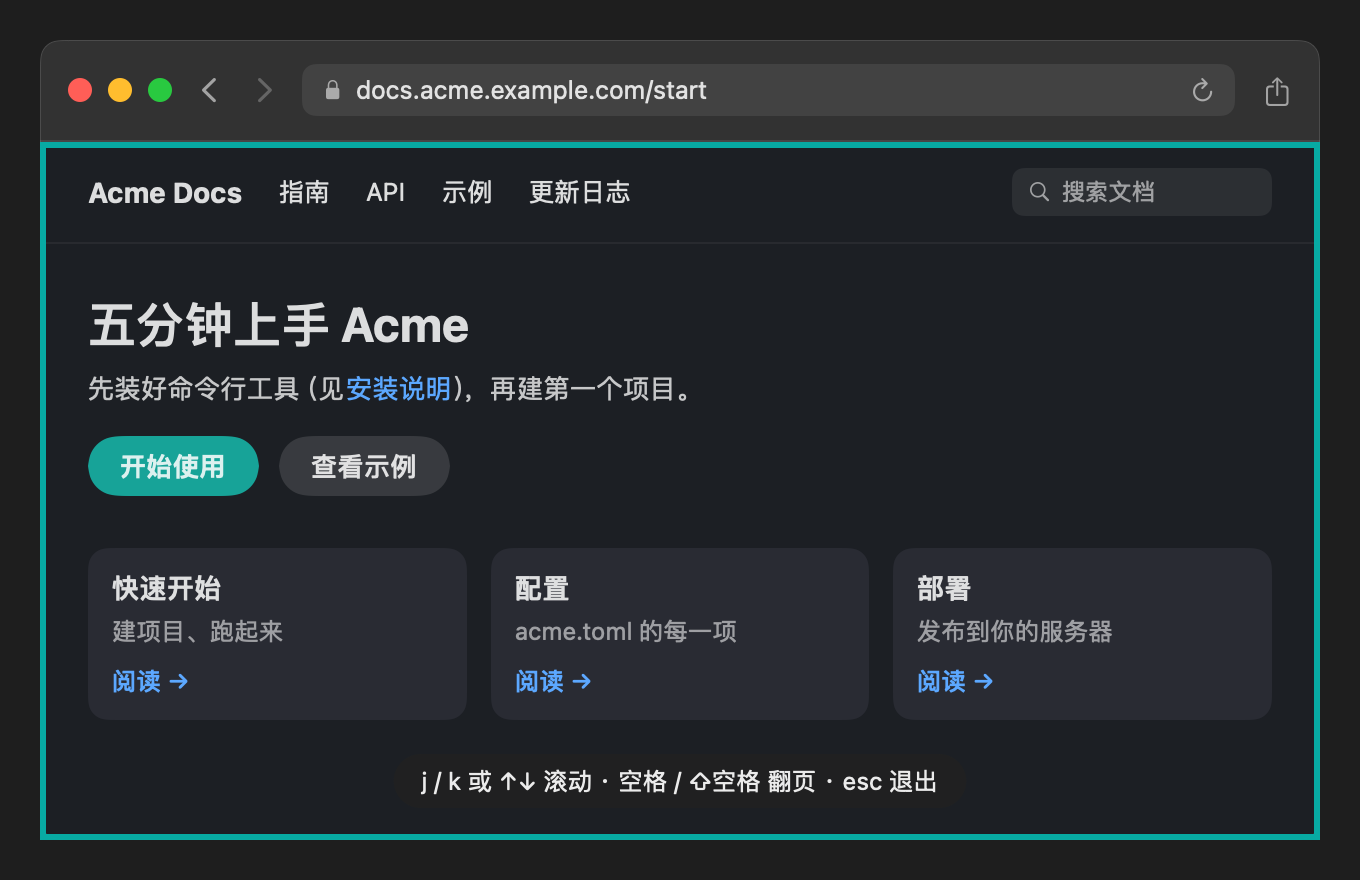 docs.acme.example.com/start
Acme Docs 指南 API 示例 更新日志 搜索文档
五分钟上手 Acme
先装好命令行工具 (见安装说明)，再建第一个项目。
开始使用 查看示例
快速开始
建项目、跑起来
阅读 →
配置
acme.toml 的每一项
阅读 →
部署
发布到你的服务器
阅读 →
j / k 或 ↑↓ 滚动 · 空格 / ⇧空格 翻页 · esc 退出